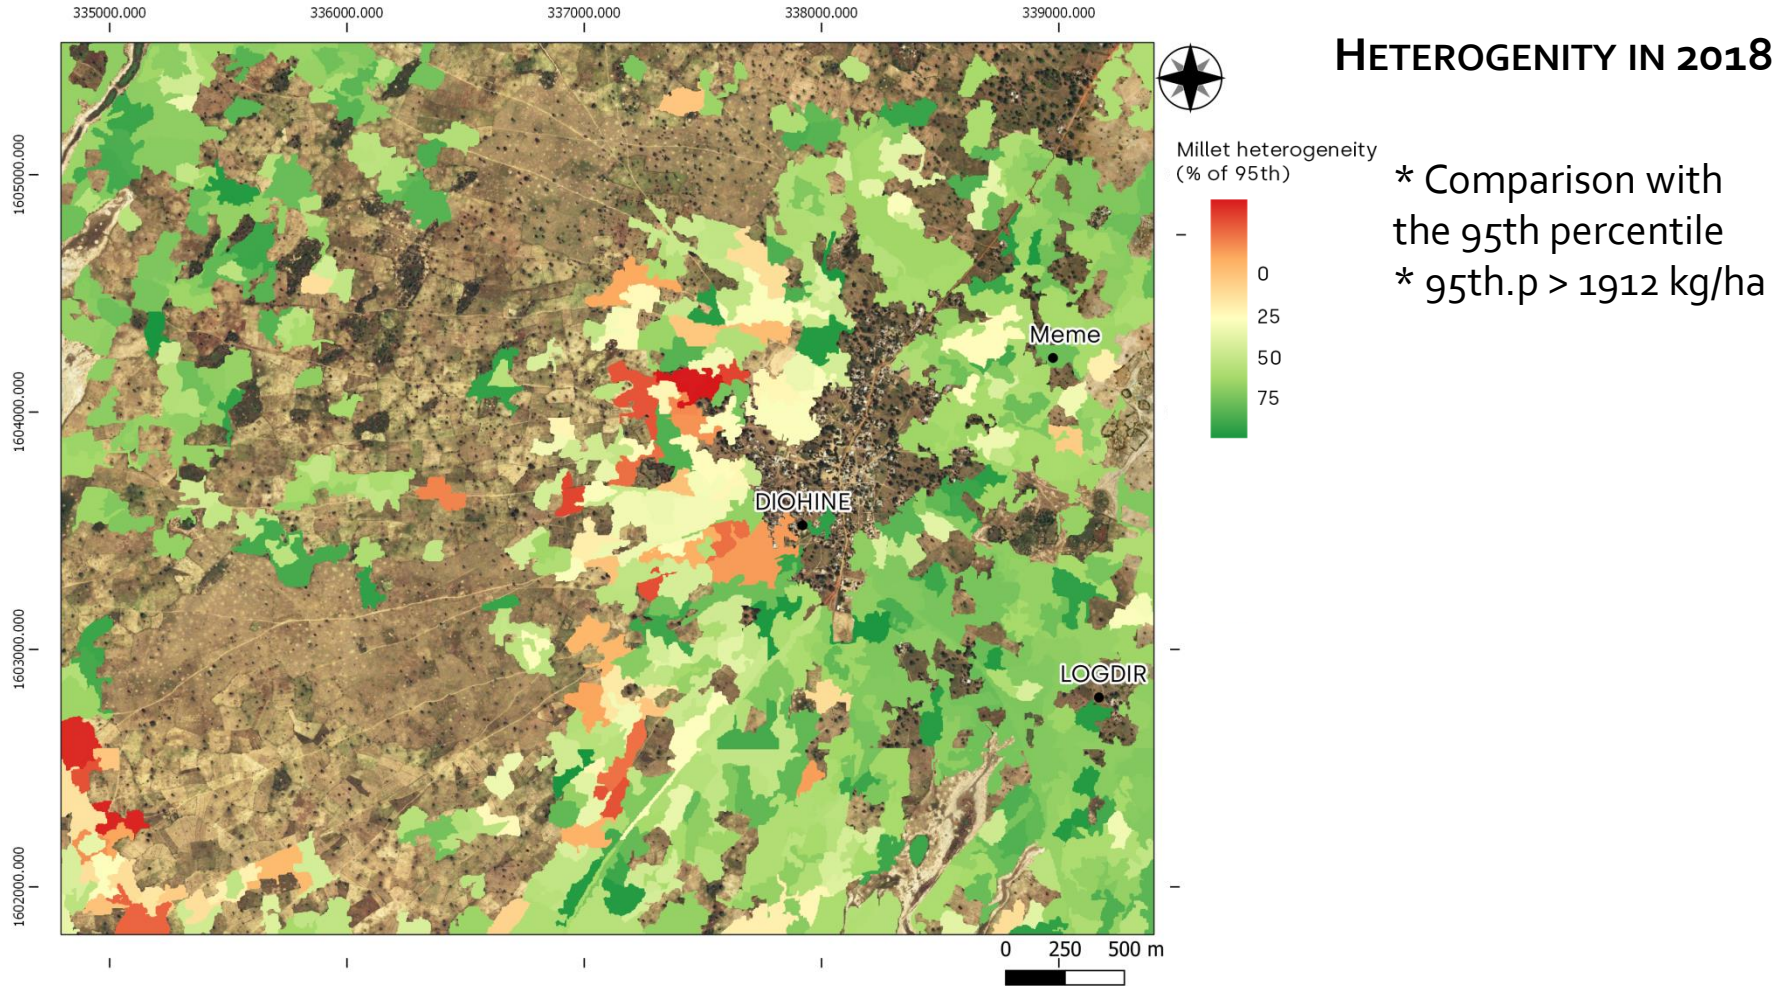 335000.000 336000.000 337000.000 338000.000 339000.000
HETEROGENITY IN 2018
1605000.000
1604000.000
1603000.000
1602000.000
Millet heterogeneity
(% of 95th)
0
25
50
75
* Comparison with
the 95th percentile
* 95th.p > 1912 kg/ha
Meme
DIOHINE
LOGDIR
0 250 500 m